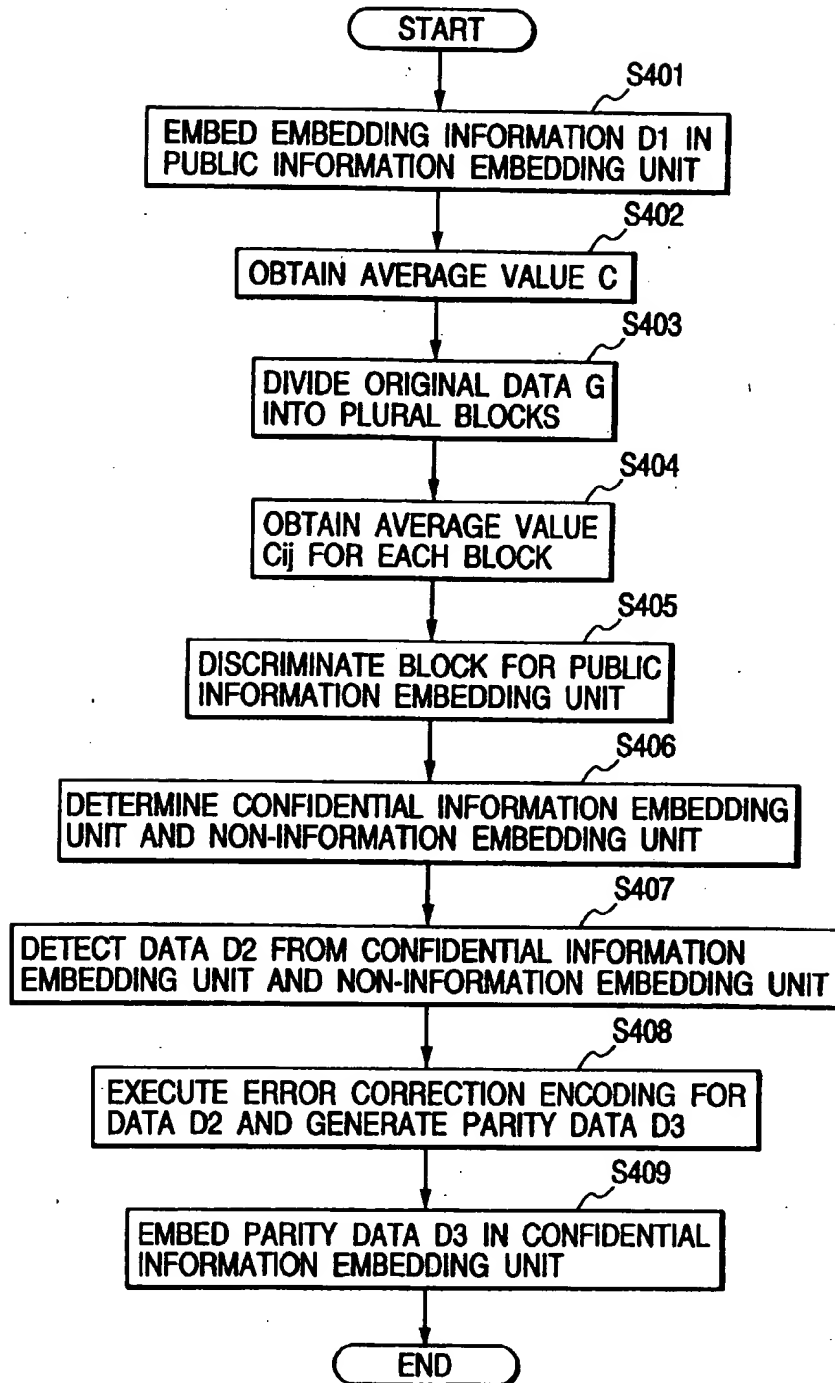 START
S401
EMBED EMBEDDING INFORMATION D1 IN
PUBLIC INFORMATION EMBEDDING UNIT
S402
OBTAIN AVERAGE VALUE C
S403
DIVIDE ORIGINAL DATA G
INTO PLURAL BLOCKS
S404
OBTAIN AVERAGE VALUE
Cij FOR EACH BLOCK
S405
DISCRIMINATE BLOCK FOR PUBLIC
INFORMATION EMBEDDING UNIT
S406
DETERMINE CONFIDENTIAL INFORMATION EMBEDDING
UNIT AND NON-INFORMATION EMBEDDING UNIT
S407
DETECT DATA D2 FROM CONFIDENTIAL INFORMATION
EMBEDDING UNIT AND NON-INFORMATION EMBEDDING UNIT
S408
EXECUTE ERROR CORRECTION ENCODING FOR
DATA D2 AND GENERATE PARITY DATA D3
S409
EMBED PARITY DATA D3 IN CONFIDENTIAL
INFORMATION EMBEDDING UNIT
END